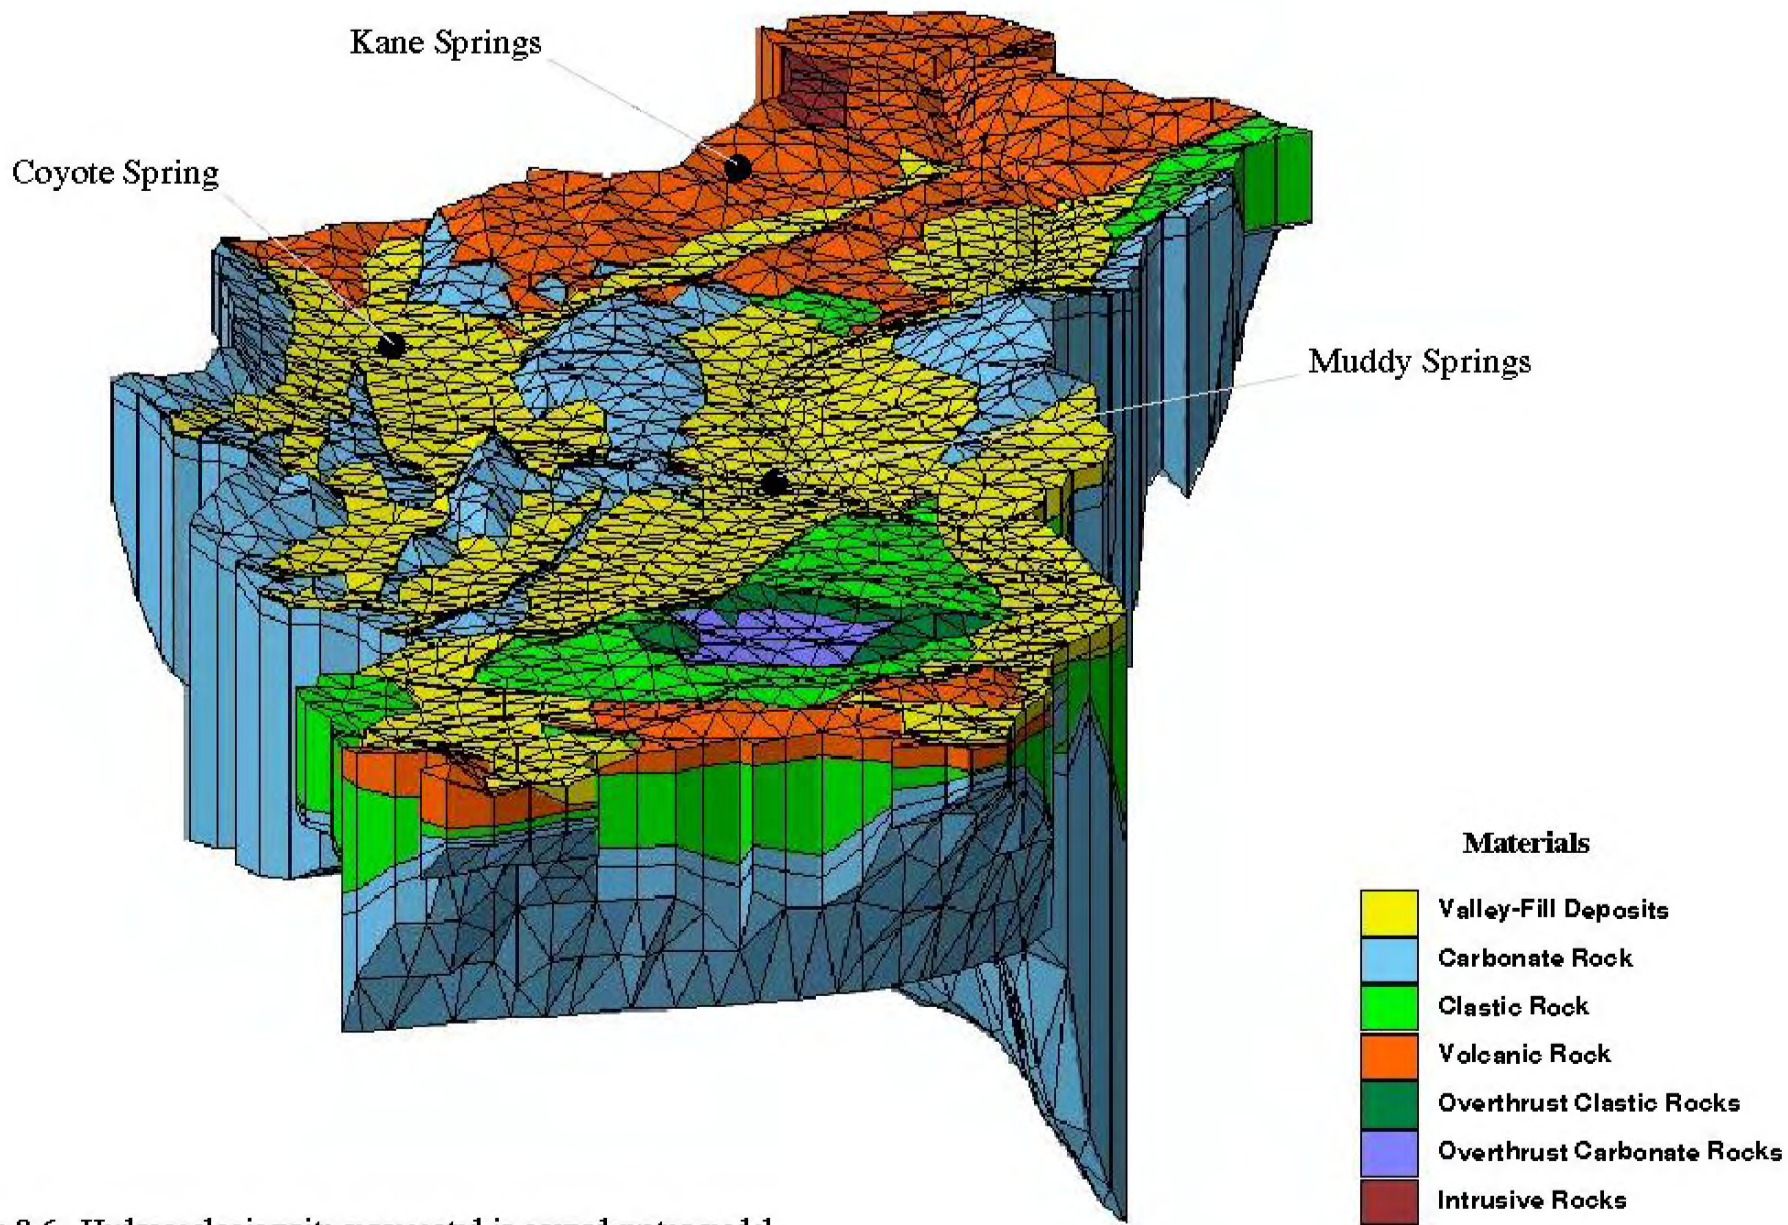 Kane Springs
Coyote Spring
Muddy Springs
Materials
Valley-Fill Deposits
Carbonate Rock
Clastic Rock
Volcanic Rock
Overthrust Clastic Rocks
Overthrust Carbonate Rocks
Intrusive Rocks